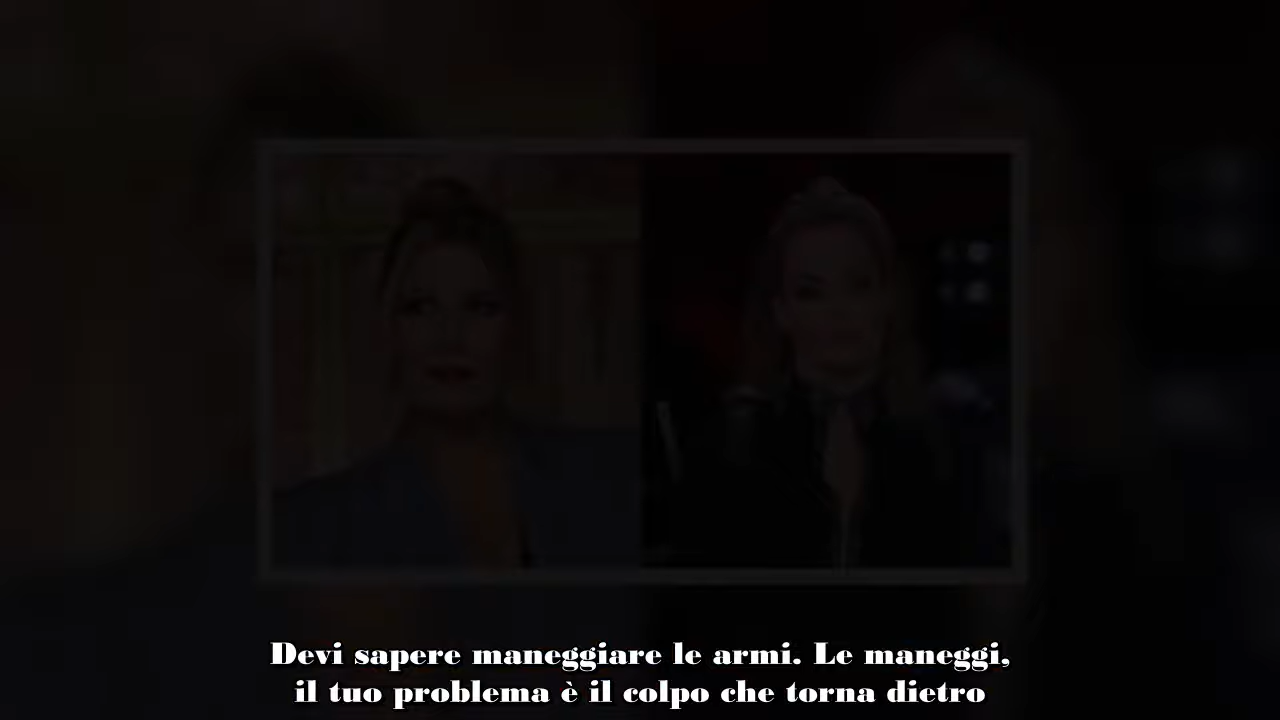 Devi sapere maneggiare le armi. Le maneggi,
il tuo problema è il colpo che torna dietro